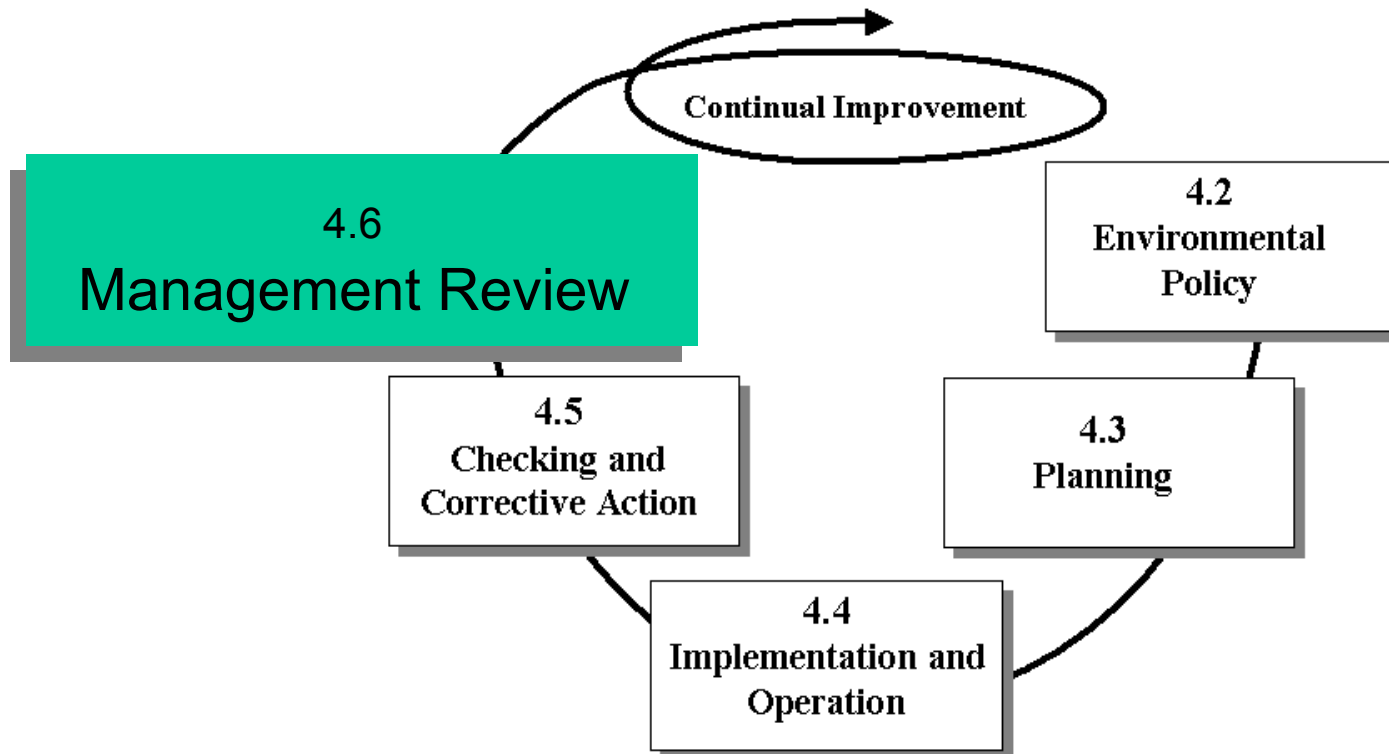 Continual Improvement
4.6
Management Review
4.2
Environmental
Policy
4.5
Checking and
Corrective Action
4.3
Planning
4.4
Implementation and
Operation